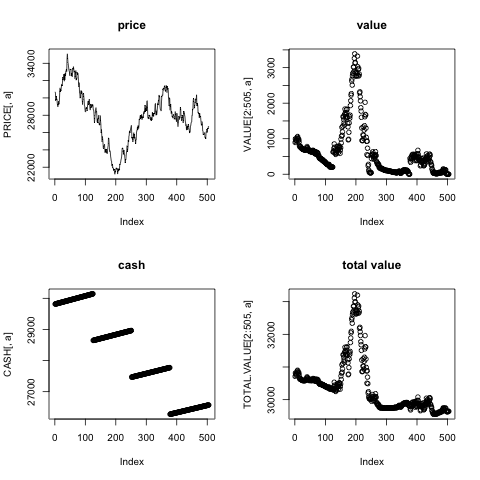 price
value
PRICE[, a]
22000 26000 30000 34000
0 100 200 300 400 500
Index
VALUE[2:505, a]
0 1000 2000 3000
0 100 200 300 400 500
Index
cash
total value
CASH[, a]
27000 29000
0 100 200 300 400 500
Index
TOTAL.VALUE[2:505, a]
30000 32000
0 100 200 300 400 500
Index